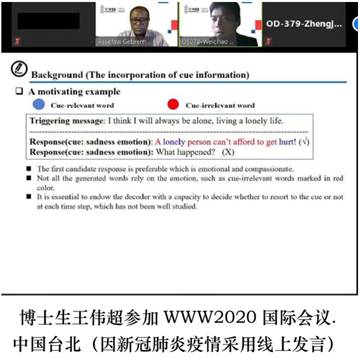 OD-379-ZhengJ...
Background (The incorporation of cue information)
A motivating example
Cue-relevant word
Cue-irrelevant word
Triggering message: I think I will always be alone, living a lonely life.
Response(cue: sadness emotion): A lonely person can't afford to get hurt! (√)
Response(cue: sadness emotion): What happened? (X)
The first candidate response is preferable which is emotional and compassionate.
Not all the generated words rely on the emotion, such as cue-irrelevant words marked in red
color.
It is essential to endow the decoder with a capacity to decide whether to resort to the cue or not
at each time step, which has not been well studied.
博士生王伟超参加 WWW2020 国际会议.
中国台北（因新冠肺炎疫情采用线上发言）